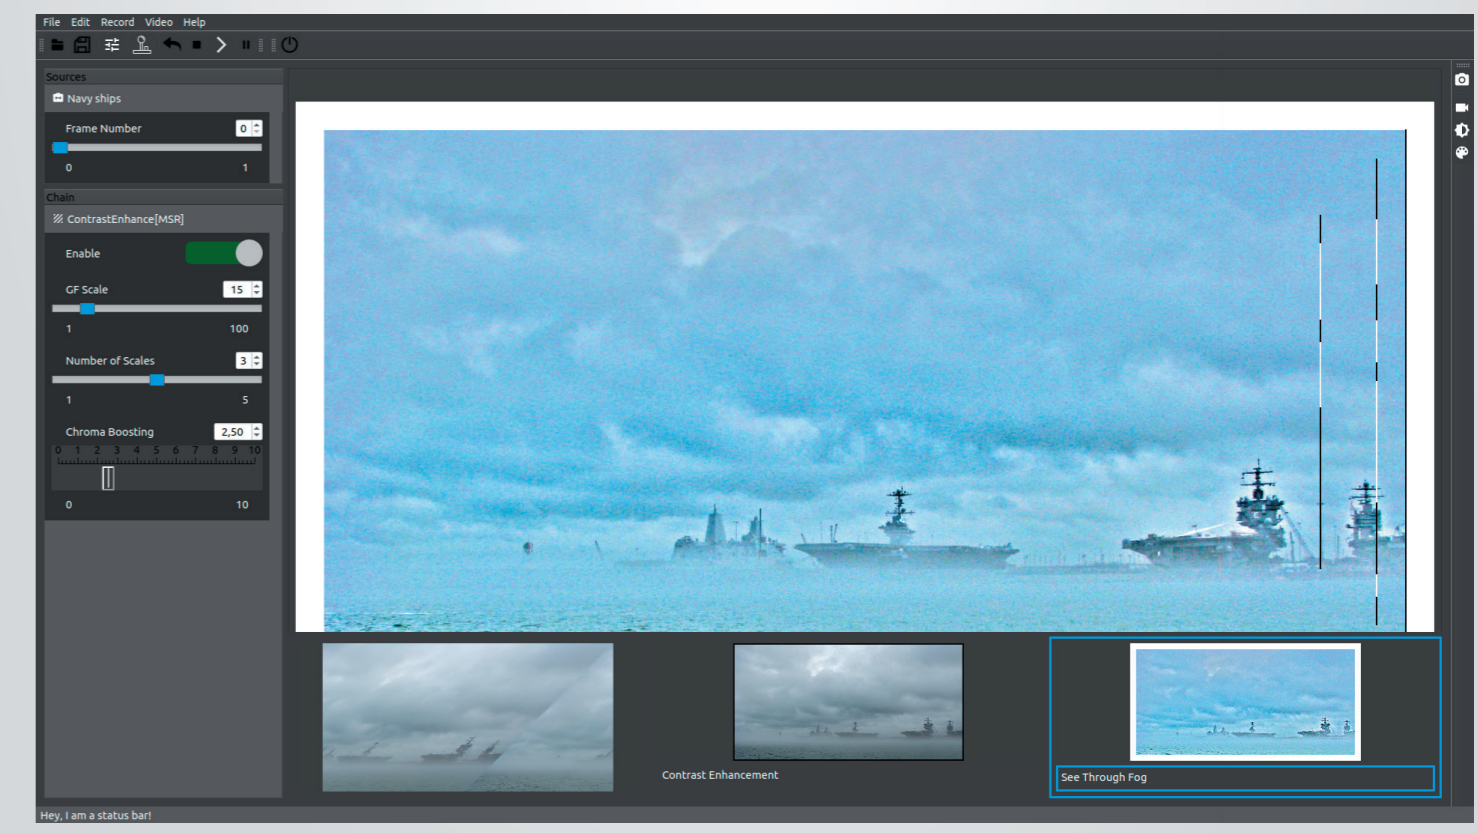 File Edit Record Video Help
Sources
Navy ships
Frame Number 0
0 1
Chain
ContrastEnhance[MSR]
Enable
GF Scale 15
1 100
Number of Scales 3
1 5
Chroma Boosting 2,50
0 1 2 3 4 5 6 7 8 9 10
0 10
Contrast Enhancement
See Through Fog
Hey, I am a status bar!